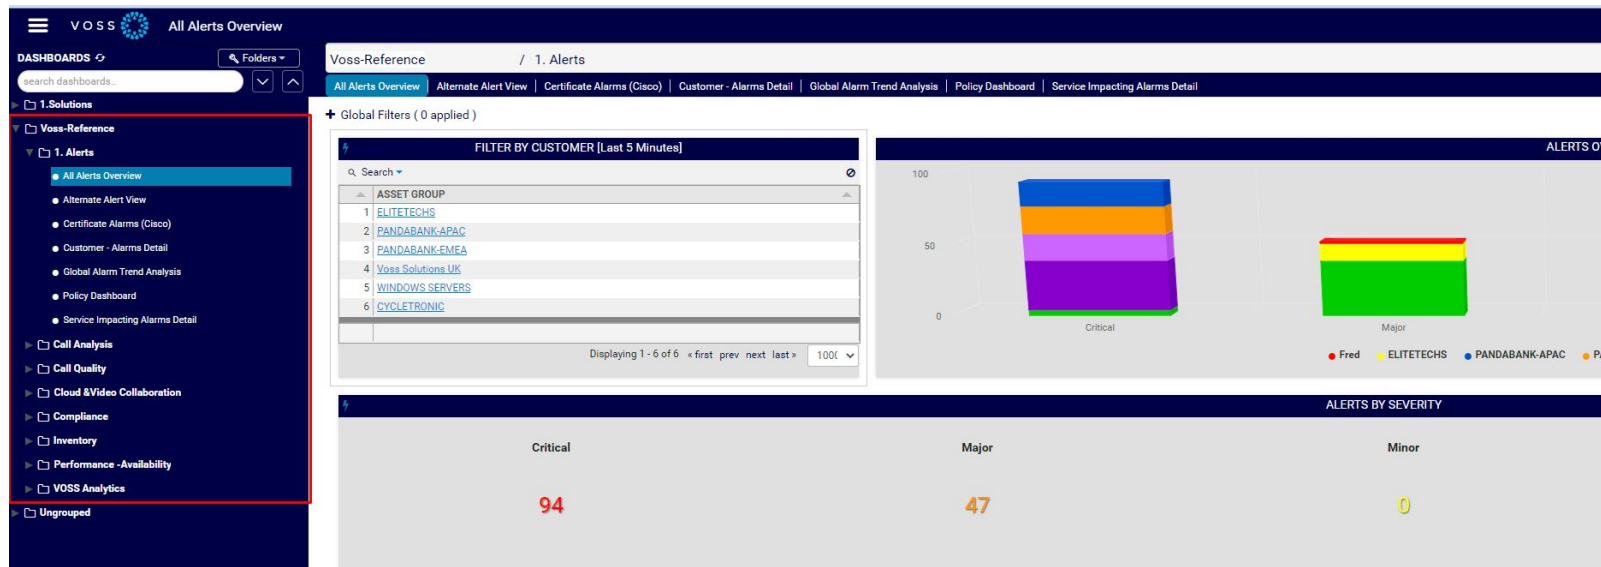 VOSS
All Alerts Overview
DASHBOARDS
Folders
search dashboards..
1.Solutions
Voss-Reference
1. Alerts
All Alerts Overview
Alternate Alert View
Certificate Alarms (Cisco)
Customer - Alarms Detail
Global Alarm Trend Analysis
Policy Dashboard
Service Impacting Alarms Detail
Call Analysis
Call Quality
Cloud &Video Collaboration
Compliance
Inventory
Performance -Availability
VOSS Analytics
Ungrouped
Voss-Reference / 1. Alerts
All Alerts Overview | Alternate Alert View | Certificate Alarms (Cisco) | Customer - Alarms Detail | Global Alarm Trend Analysis | Policy Dashboard | Service Impacting Alarms Detail
+ Global Filters ( 0 applied )
FILTER BY CUSTOMER [Last 5 Minutes]
Search
ASSET GROUP
1 ELITETECHS
2 PANDABANK-APAC
3 PANDABANK-EMEA
4 Voss Solutions UK
5 WINDOWS SERVERS
6 CYCLETRONIC
Displaying 1 - 6 of 6 « first prev next last »
ALERTS
100
50
0
Critical Major
Fred ELITETECHS PANDABANK-APAC
ALERTS BY SEVERITY
Critical Major Minor
94 47 0